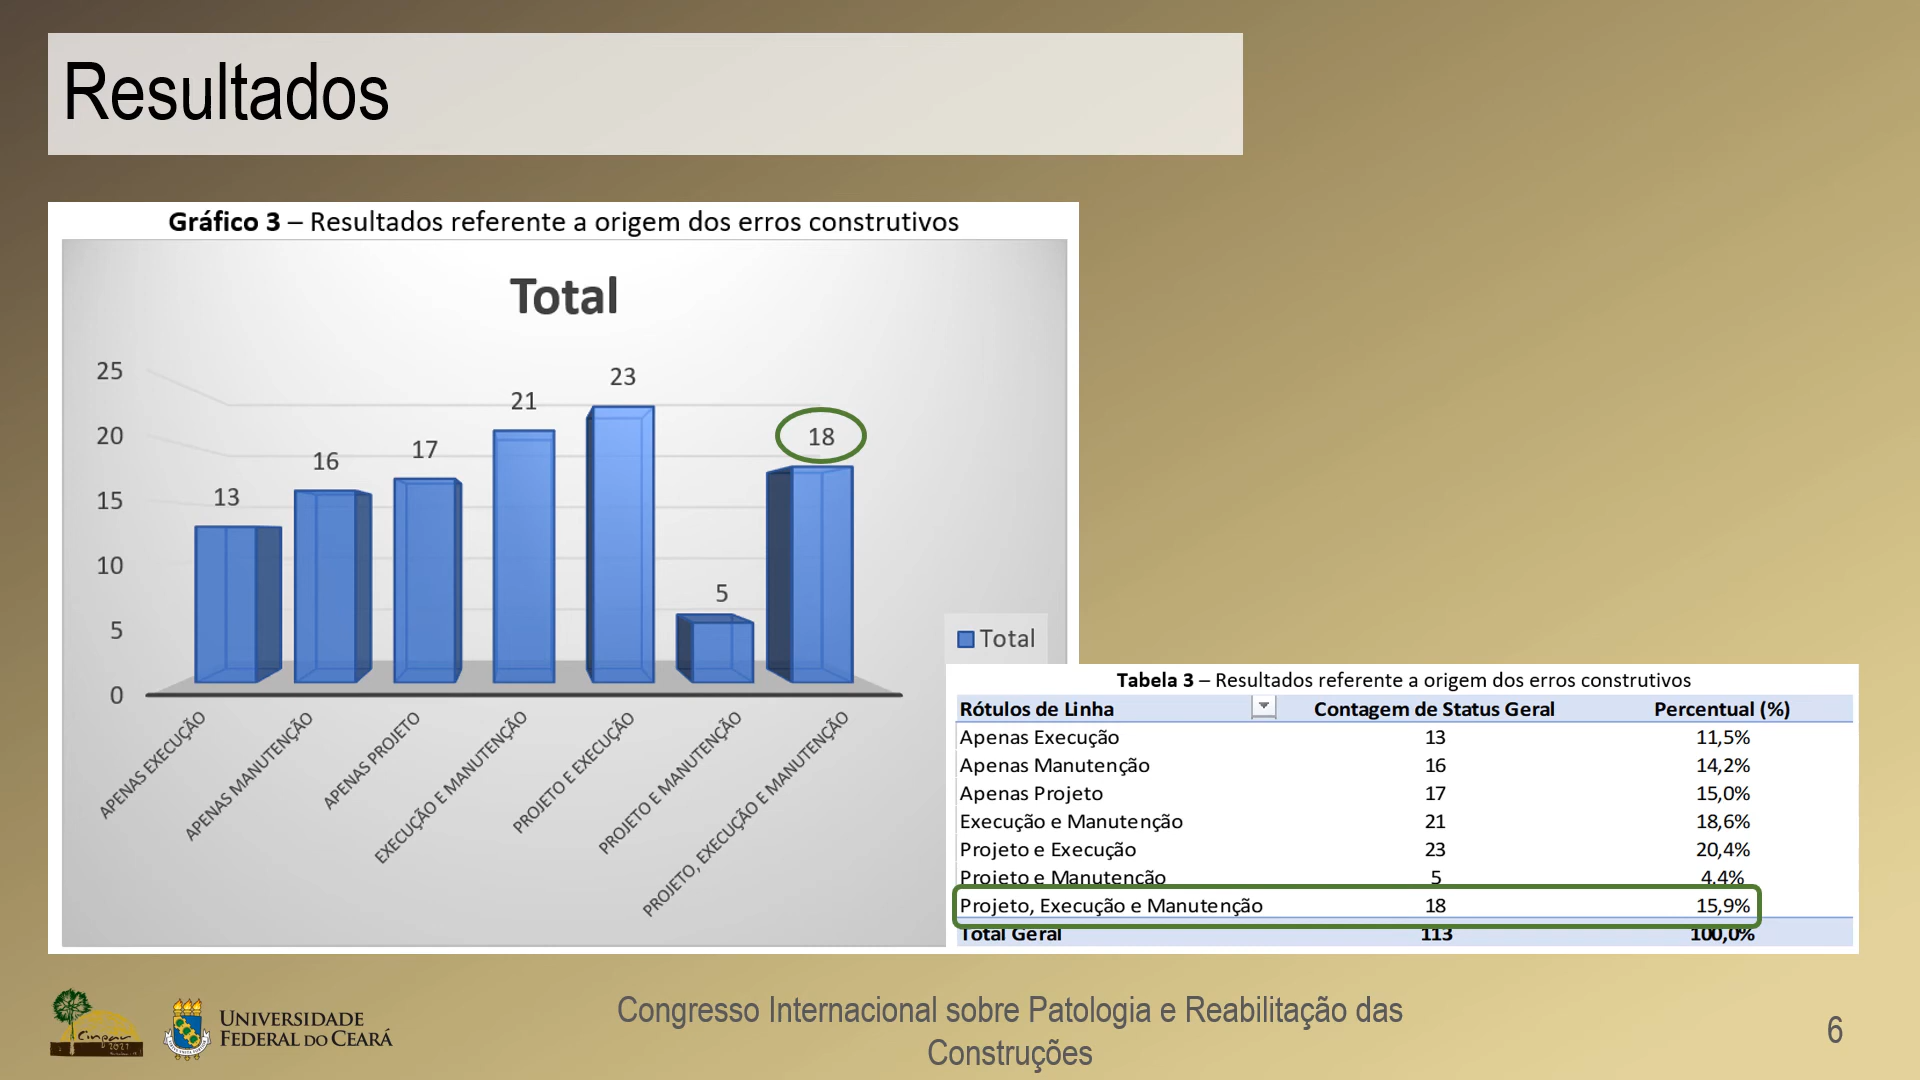 Resultados
Gráfico 3 – Resultados referente a origem dos erros construtivos
Total
25
20
15
10
5
0
13
16
17
21
23
5
18
APENAS EXECUÇÃO
APENAS MANUTENÇÃO
APENAS PROJETO
EXECUÇÃO E MANUTENÇÃO
PROJETO E EXECUÇÃO
PROJETO E MANUTENÇÃO
PROJETO, EXECUÇÃO E MANUTENÇÃO
Total
Tabela 3 – Resultados referente a origem dos erros construtivos
Rótulos de Linha Contagem de Status Geral Percentual (%)
Apenas Execução 13 11,5%
Apenas Manutenção 16 14,2%
Apenas Projeto 17 15,0%
Execução e Manutenção 21 18,6%
Projeto e Execução 23 20,4%
Projeto e Manutenção 5 4,4%
Projeto, Execução e Manutenção 18 15,9%
Total Geral 113 100,0%
Cinpar
2021
UNIVERSIDADE
FEDERAL DO CEARÁ
Congresso Internacional sobre Patologia e Reabilitação das
Construções
6